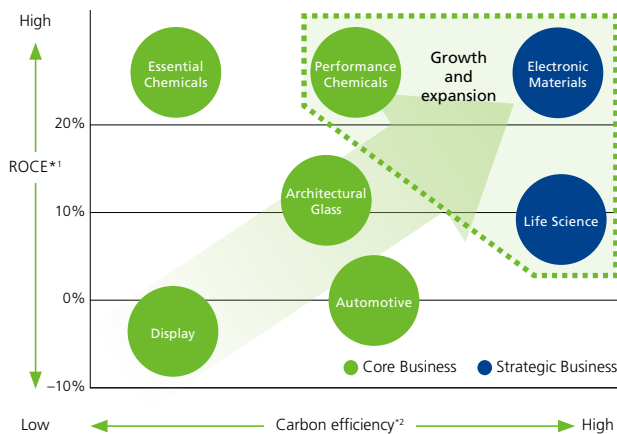 High
Essential
Chemicals
Performance
Chemicals
Growth
and
expansion
Electronic
Materials
20%
ROCE*1
Architectural
Glass
10%
Life Science
0%
Automotive
Display
Core Business
Strategic Business
–10%
Low
Carbon efficiency*2
High